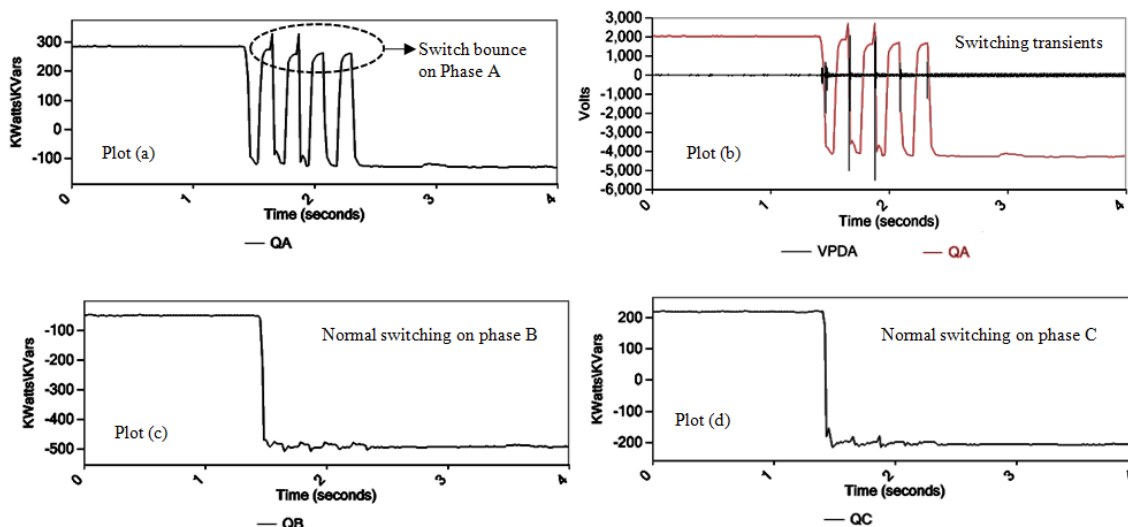 300
200
100
0
-100
KWatts\KVars
Switch bounce
on Phase A
Plot (a)
0
1
2
3
4
Time (seconds)
QA
3,000
2,000
1,000
0
-1,000
-2,000
-3,000
-4,000
-5,000
-6,000
Volts
Switching transients
Plot (b)
0
1
2
3
4
Time (seconds)
VPDA
QA
-100
-200
-300
-400
-500
KWatts\KVars
Normal switching on phase B
Plot (c)
0
1
2
3
4
Time (seconds)
QB
200
100
0
-100
-200
KWatts\KVars
Normal switching on phase C
Plot (d)
0
1
2
3
4
Time (seconds)
QC